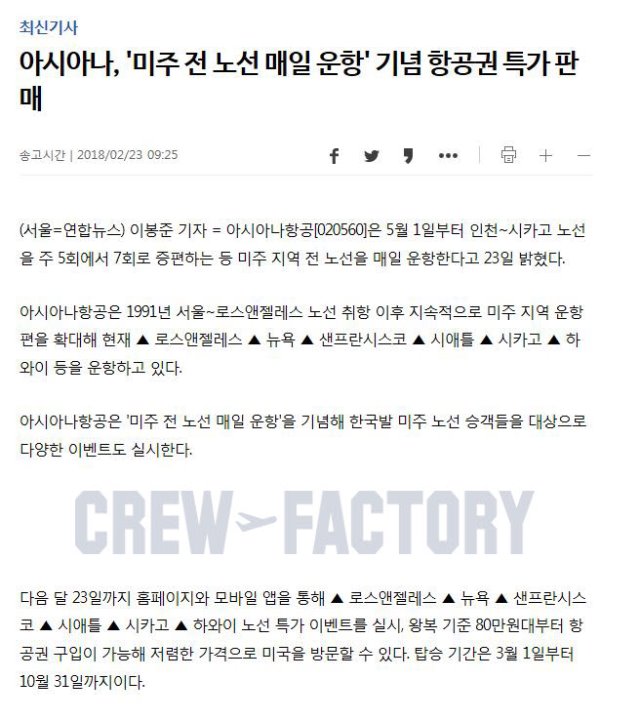 최신기사
아시아나, '미주 전 노선 매일 운항' 기념 항공권 특가 판
매
송고시간 | 2018/02/23 09:25
(서울=연합뉴스) 이봉준 기자 = 아시아나항공[020560]은 5월 1일부터 인천~시카고 노선
을 주 5회에서 7회로 증편하는 등 미주 지역 전 노선을 매일 운항한다고 23일 밝혔다.
아시아나항공은 1991년 서울~로스앤젤레스 노선 취항 이후 지속적으로 미주 지역 운항
편을 확대해 현재 ▲ 로스앤젤레스 ▲ 뉴욕 ▲ 샌프란시스코 ▲ 시애틀 ▲ 시카고 ▲ 하
와이 등을 운항하고 있다.
아시아나항공은 '미주 전 노선 매일 운항'을 기념해 한국발 미주 노선 승객들을 대상으로
다양한 이벤트도 실시한다.
CREW FACTORY
다음 달 23일까지 홈페이지와 모바일 앱을 통해 ▲ 로스앤젤레스 ▲ 뉴욕 ▲ 샌프란시스
코 ▲ 시애틀 ▲ 시카고 ▲ 하와이 노선 특가 이벤트를 실시, 왕복 기준 80만원대부터 항
공권 구입이 가능해 저렴한 가격으로 미국을 방문할 수 있다. 탑승 기간은 3월 1일부터
10월 31일까지이다.